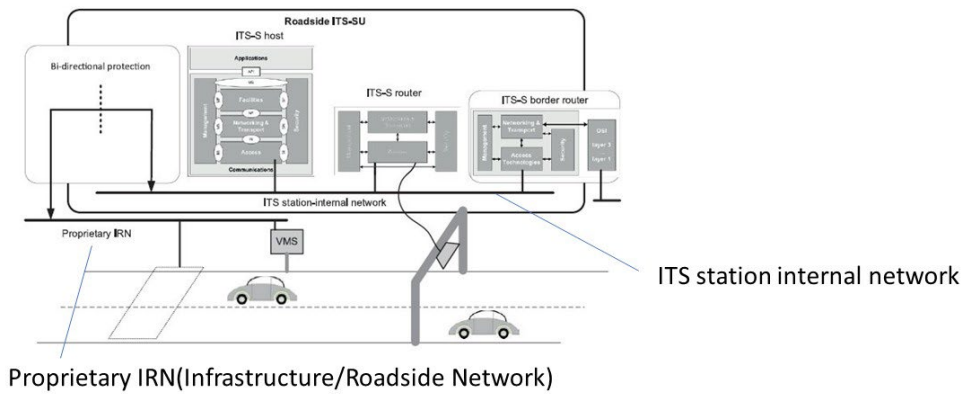 Roadside ITS-SU
ITS-S host
Applications
Bi-directional protection
Facilities
Management
Networking &
Transport
Security
Access
Communications
ITS-S router
ITS-S border router
Management
Networking &
Transport
Access
Technologies
Security
OSI
layer 3
layer 1
ITS station-internal network
Proprietary IRN
VMS
ITS station internal network
Proprietary IRN(Infrastructure/Roadside Network)